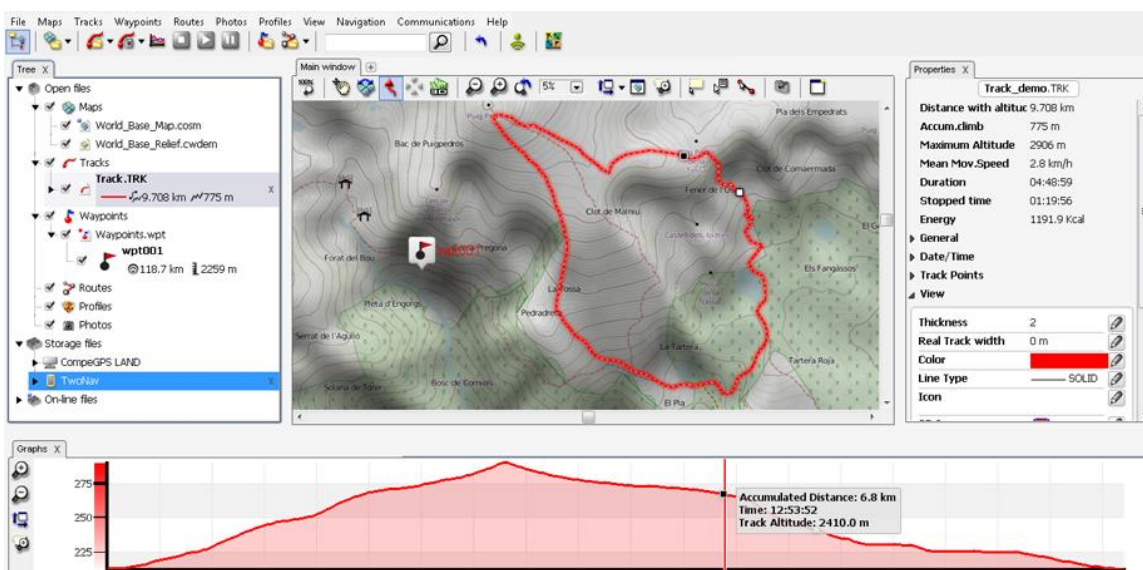 File Maps Tracks Waypoints Routes Photos Profiles View Navigation Communications Help
Tree X
Open files
Maps
World_Base_Map.cosm
World_Base_Relief.cwdem
Tracks
Track.TRK
9.708 km 775 m
X
Waypoints
Waypoints.wpt
wpt001
118.7 km 2259 m
Routes
Profiles
Photos
Storage files
CompeGPS LAND
TwoNav X
On-line files
Main window
100%
5%
Pla dels Empedrats
Bac de Puigpedrós
Clot de Comaermada
Fener de l'Os
Clot de Malniu
Forat del Bou
Els Fangassos
La Fossa
Pleta d'Engorgs
Serrat de l'Agulló
La Tartera
Tartera Roja
Bosc de Comiols
El Pla
Properties X
Track_demo.TRK
Distance with altituc 9.708 km
Accum.climb 775 m
Maximum Altitude 2906 m
Mean Mov.Speed 2.8 km/h
Duration 04:48:59
Stopped time 01:19:56
Energy 1191.9 Kcal
General
Date/Time
Track Points
View
Thickness 2
Real Track width 0 m
Color
Line Type SOLID
Icon
Graphs X
275
250
225
Accumulated Distance: 6.8 km
Time: 12:53:52
Track Altitude: 2410.0 m